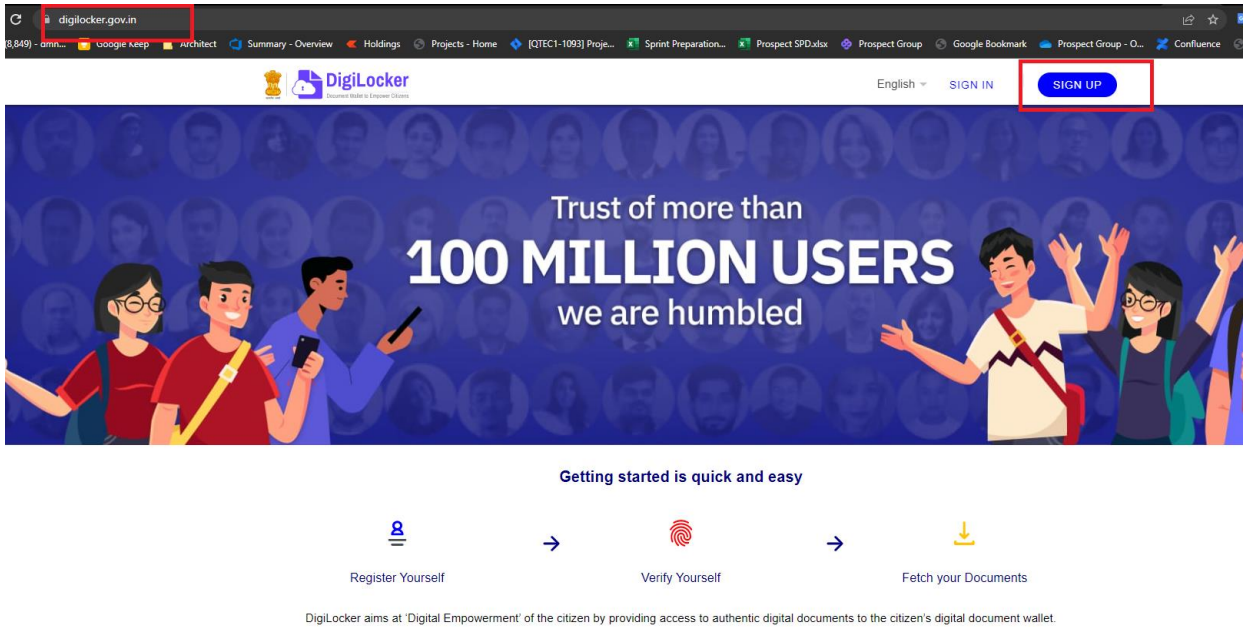 digilocker.gov.in
(8,849) - dmh... Google Keep Architect Summary - Overview Holdings Projects - Home [QTEC1-1093] Proje... Sprint Preparation... Prospect SPD.xlsx Prospect Group Google Bookmark Prospect Group - O... Confluence
DigiLocker
Document Wallet to Empower Citizens
English SIGN IN SIGN UP
Trust of more than
100 MILLION USERS
we are humbled
Getting started is quick and easy
Register Yourself Verify Yourself Fetch your Documents
DigiLocker aims at ‘Digital Empowerment’ of the citizen by providing access to authentic digital documents to the citizen’s digital document wallet.